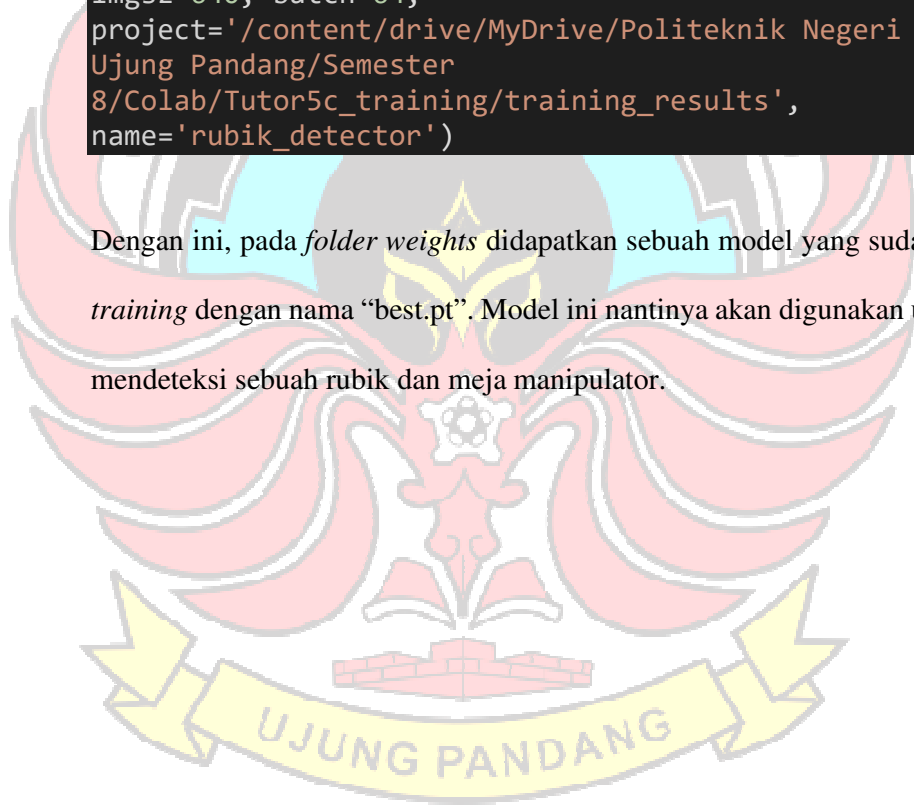 project='/content/drive/MyDrive/Politeknik Negeri
Ujung Pandang/Semester
8/Colab/Tutor5c_training/training_results',
name='rubik_detector')
Dengan ini, pada folder weights didapatkan sebuah model yang
training dengan nama “best.pt”. Model ini nantinya akan digunakan
mendeteksi sebuah rubik dan meja manipulator.
UJUNG PANDANG